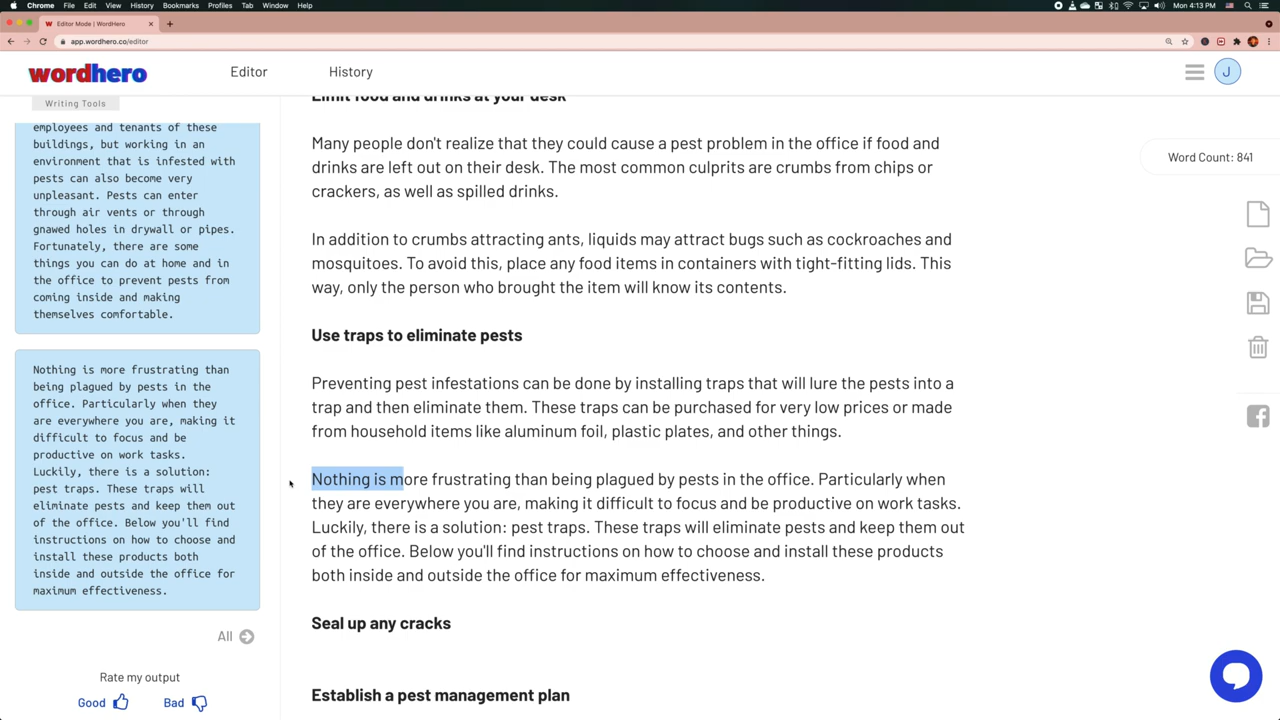 Chrome File Edit View History Bookmarks Profiles Tab Window Help
Mon 4:13 PM
Editor Mode | WordHero
app.wordhero.co/editor
wordhero
Editor
History
J
Writing Tools
employees and tenants of these
buildings, but working in an
environment that is infested with
pests can also become very
unpleasant. Pests can enter
through air vents or through
gnawed holes in drywall or pipes.
Fortunately, there are some
things you can do at home and in
the office to prevent pests from
coming inside and making
themselves comfortable.
Nothing is more frustrating than
being plagued by pests in the
office. Particularly when they
are everywhere you are, making it
difficult to focus and be
productive on work tasks.
Luckily, there is a solution:
pest traps. These traps will
eliminate pests and keep them out
of the office. Below you'll find
instructions on how to choose and
install these products both
inside and outside the office for
maximum effectiveness.
All
Rate my output
Good
Bad
Limit food and drinks at your desk
Many people don't realize that they could cause a pest problem in the office if food and
drinks are left out on their desk. The most common culprits are crumbs from chips or
crackers, as well as spilled drinks.
In addition to crumbs attracting ants, liquids may attract bugs such as cockroaches and
mosquitoes. To avoid this, place any food items in containers with tight-fitting lids. This
way, only the person who brought the item will know its contents.
Use traps to eliminate pests
Preventing pest infestations can be done by installing traps that will lure the pests into a
trap and then eliminate them. These traps can be purchased for very low prices or made
from household items like aluminum foil, plastic plates, and other things.
Nothing is more frustrating than being plagued by pests in the office. Particularly when
they are everywhere you are, making it difficult to focus and be productive on work tasks.
Luckily, there is a solution: pest traps. These traps will eliminate pests and keep them out
of the office. Below you'll find instructions on how to choose and install these products
both inside and outside the office for maximum effectiveness.
Seal up any cracks
Establish a pest management plan
Word Count: 841